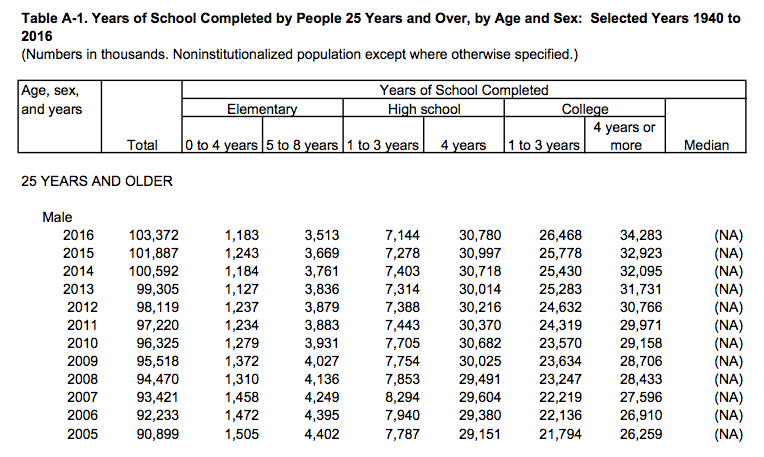 Table A-1. Years of School Completed by People 25 Years and Over, by Age and Sex: Selected Years 1940 to
2016
(Numbers in thousands. Noninstitutionalized population except where otherwise specified.)
Age, sex, Years of School Completed
and years Elementary High school College
4 years or
Total 0 to 4 years 5 to 8 years 1 to 3 years 4 years 1 to 3 years more Median
25 YEARS AND OLDER
Male
2016 103,372 1,183 3,513 7,144 30,780 26,468 34,283 (NA)
2015 101,887 1,243 3,669 7,278 30,997 25,778 32,923 (NA)
2014 100,592 1,184 3,761 7,403 30,718 25,430 32,095 (NA)
2013 99,305 1,127 3,836 7,314 30,014 25,283 31,731 (NA)
2012 98,119 1,237 3,879 7,388 30,216 24,632 30,766 (NA)
2011 97,220 1,234 3,883 7,443 30,370 24,319 29,971 (NA)
2010 96,325 1,279 3,931 7,705 30,682 23,570 29,158 (NA)
2009 95,518 1,372 4,027 7,754 30,025 23,634 28,706 (NA)
2008 94,470 1,310 4,136 7,853 29,491 23,247 28,433 (NA)
2007 93,421 1,458 4,249 8,294 29,604 22,219 27,596 (NA)
2006 92,233 1,472 4,395 7,940 29,380 22,136 26,910 (NA)
2005 90,899 1,505 4,402 7,787 29,151 21,794 26,259 (NA)